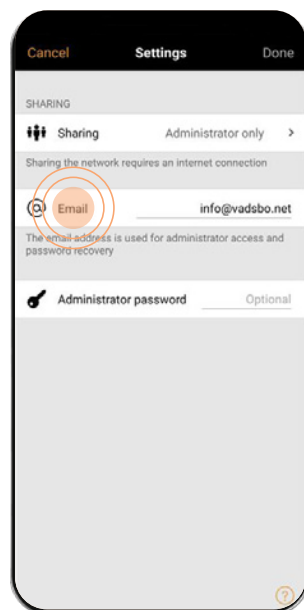 Cancel Settings Done
SHARING
Sharing Administrator only >
Sharing the network requires an internet connection
@ Email info@vadsbo.net
The email address is used for administrator access and
password recovery
Administrator password Optional
?